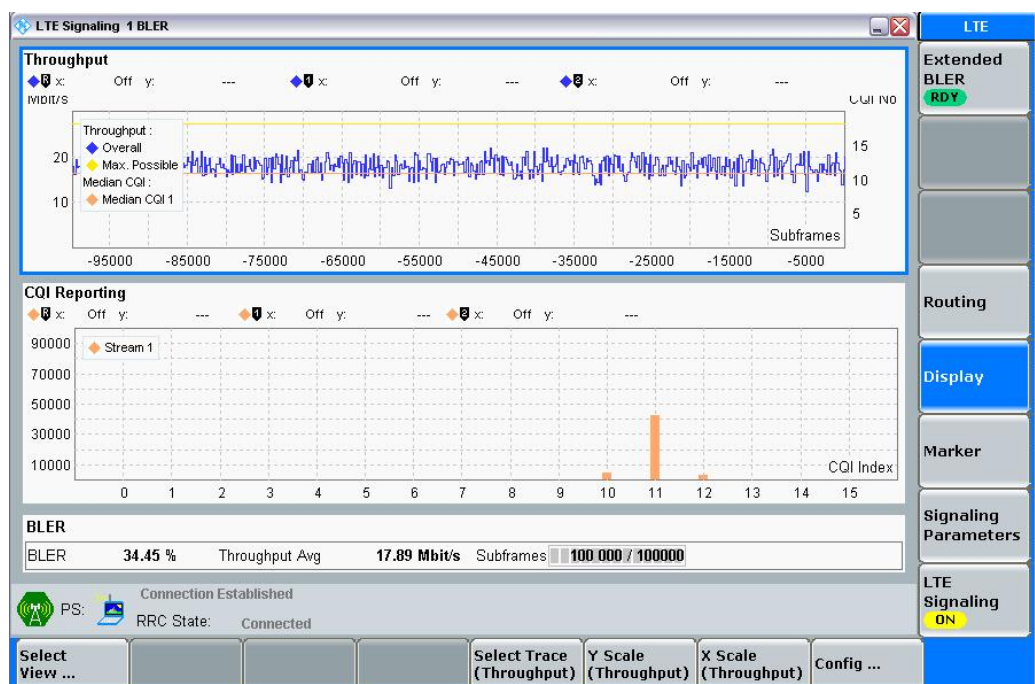 LTE Signaling 1 BLER
LTE
Throughput
R x: Off y: --- 1 x: Off y: --- 2 x: Off y: ---
Mbit/s CQI No
Throughput :
Overall
Max. Possible
Median CQI :
Median CQI 1
20
10
15
10
5
Subframes
-95000 -85000 -75000 -65000 -55000 -45000 -35000 -25000 -15000 -5000
CQI Reporting
R x: Off y: --- 1 x: Off y: --- 2 x: Off y: ---
90000
70000
50000
30000
10000
Stream 1
CQI Index
0 1 2 3 4 5 6 7 8 9 10 11 12 13 14 15
BLER
BLER 34.45 % Throughput Avg 17.89 Mbit/s Subframes 100 000 / 100000
PS: Connection Established
RRC State: Connected
Extended
BLER
RDY
Routing
Display
Marker
Signaling
Parameters
LTE
Signaling
ON
Select
View ...
Select Trace
(Throughput)
Y Scale
(Throughput)
X Scale
(Throughput)
Config ...